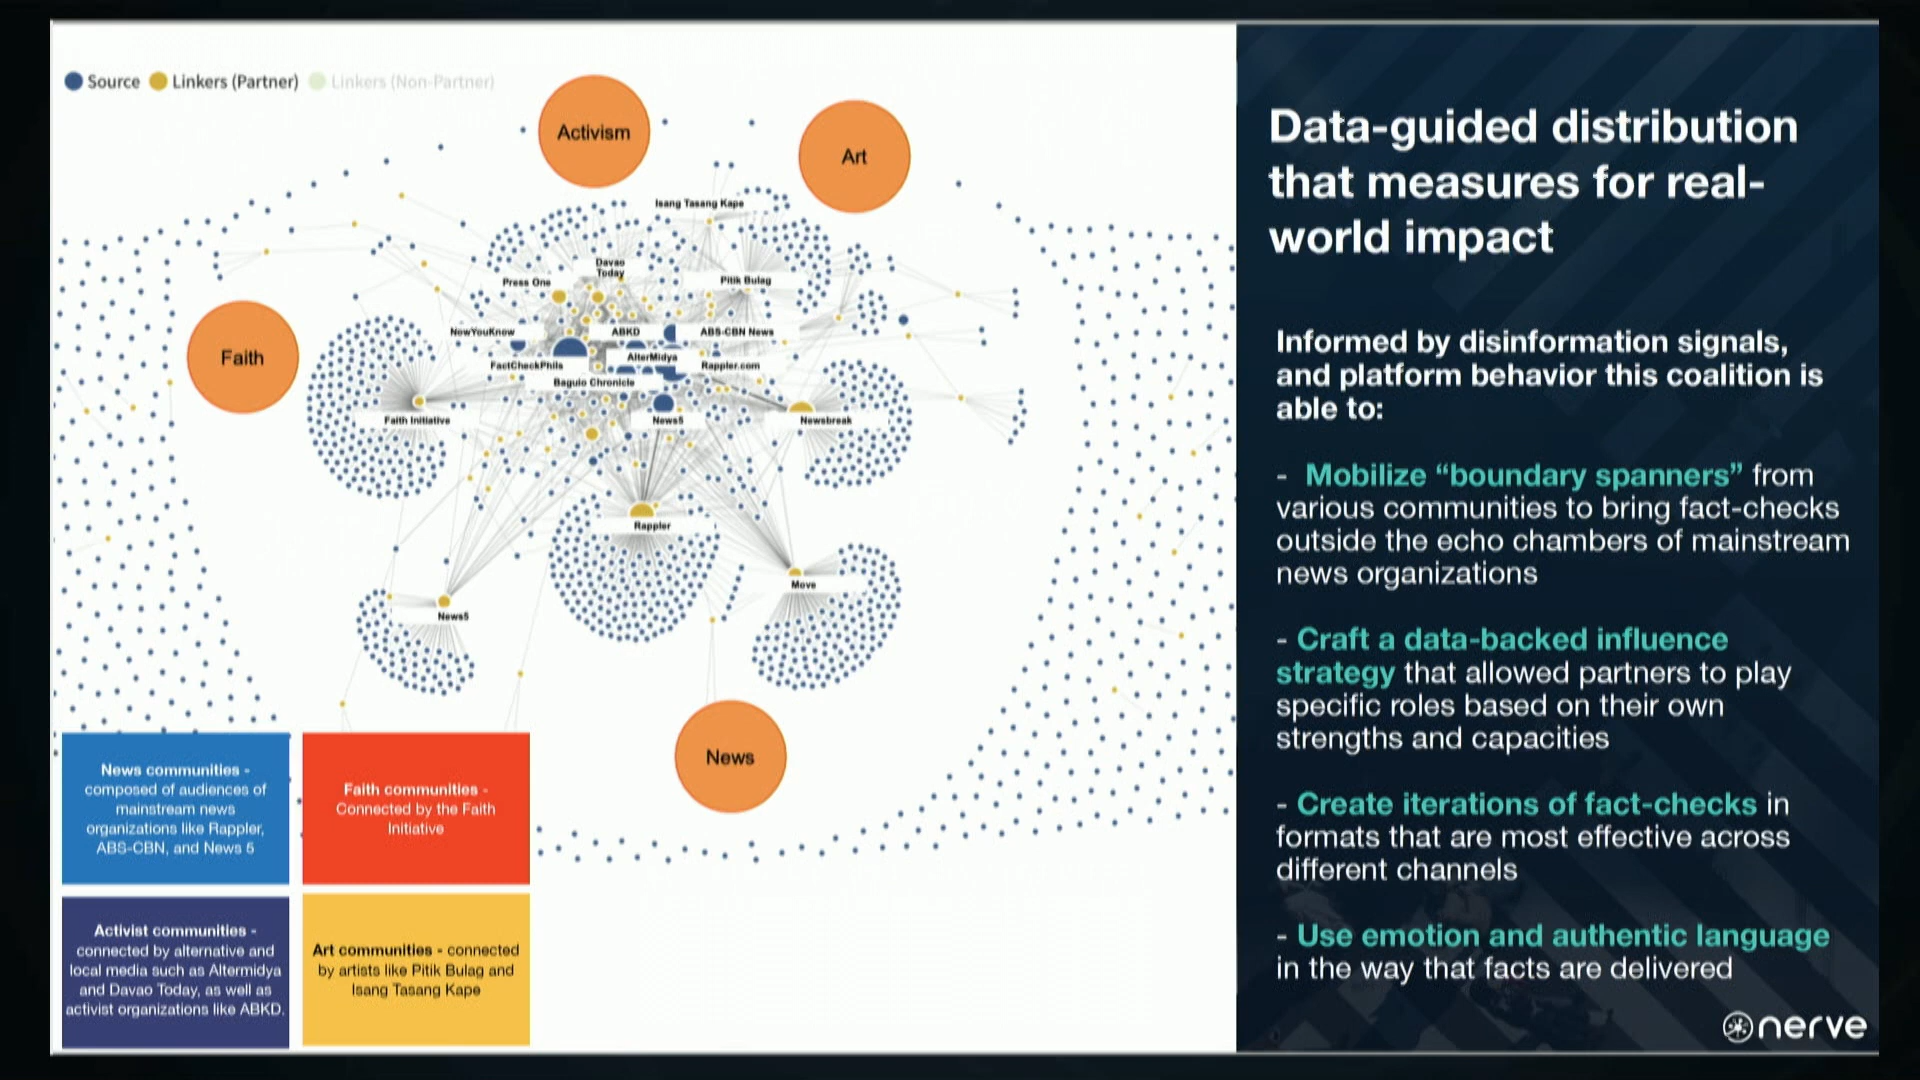 Source Linkers (Partner) Linkers (Non-Partner)
Activism
Art
Faith
News
Isang Tasang Kape
Davao
Today
Press One
Pitik Bulag
NowYouKnow
ABKD
ABS-CBN News
AlterMidya
FactCheckPhils
Rappler.com
Baguio Chronicle
Faith Initiative
News5
Newsbreak
Rappler
Move
News5
News communities -
composed of audiences of
mainstream news
organizations like Rappler,
ABS-CBN, and News 5
Faith communities -
Connected by the Faith
Initiative
Activist communities -
connected by alternative and
local media such as Altermidya
and Davao Today, as well as
activist organizations like ABKD.
Art communities - connected
by artists like Pitik Bulag and
Isang Tasang Kape
Data-guided distribution
that measures for real-
world impact
Informed by disinformation signals,
and platform behavior this coalition is
able to:
- Mobilize “boundary spanners” from
various communities to bring fact-checks
outside the echo chambers of mainstream
news organizations
- Craft a data-backed influence
strategy that allowed partners to play
specific roles based on their own
strengths and capacities
- Create iterations of fact-checks in
formats that are most effective across
different channels
- Use emotion and authentic language
in the way that facts are delivered
nerve